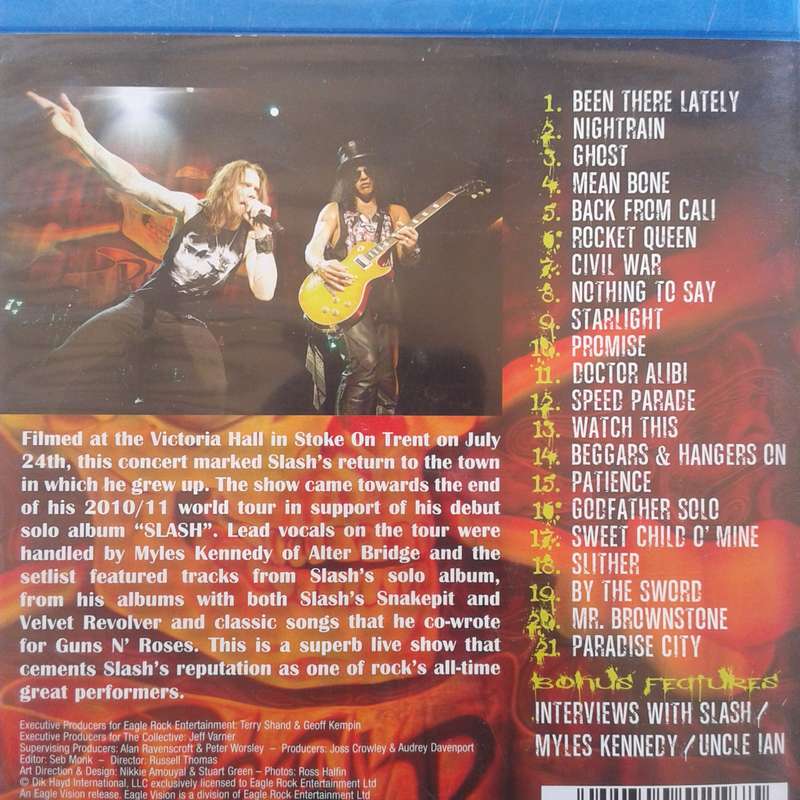 1. BEEN THERE LATELY
2. NIGHTRAIN
3. GHOST
4. MEAN BONE
5. BACK FROM CALI
6. ROCKET QUEEN
7. CIVIL WAR
8. NOTHING TO SAY
9. STARLIGHT
10. PROMISE
11. DOCTOR ALIBI
12. SPEED PARADE
13. WATCH THIS
14. BEGGARS & HANGERS ON
15. PATIENCE
16. GODFATHER SOLO
17. SWEET CHILD O' MINE
18. SLITHER
19. BY THE SWORD
20. MR. BROWNSTONE
21. PARADISE CITY
BONUS FEATURES
INTERVIEWS WITH SLASH /
MYLES KENNEDY / UNCLE IAN
Filmed at the Victoria Hall in Stoke On Trent on July
24th, this concert marked Slash's return to the town
in which he grew up. The show came towards the end
of his 2010/11 world tour in support of his debut
solo album "SLASH". Lead vocals on the tour were
handled by Myles Kennedy of Alter Bridge and the
setlist featured tracks from Slash's solo album,
from his albums with both Slash's Snakepit and
Velvet Revolver and classic songs that he co-wrote
for Guns N' Roses. This is a superb live show that
cements Slash's reputation as one of rock's all-time
great performers.
Executive Producers for Eagle Rock Entertainment: Terry Shand & Geoff Kempin
Executive Producers for The Collective: Jeff Varner
Supervising Producers: Alan Ravenscroft & Peter Worsley – Producers: Joss Crowley & Audrey Davenport
Editor: Seb Monk – Director: Russell Thomas
Art Direction & Design: Nikkie Amouyal & Stuart Green – Photos: Ross Halfin
© Dik Hayd International, LLC exclusively licensed to Eagle Rock Entertainment Ltd
An Eagle Vision release. Eagle Vision is a division of Eagle Rock Entertainment Ltd